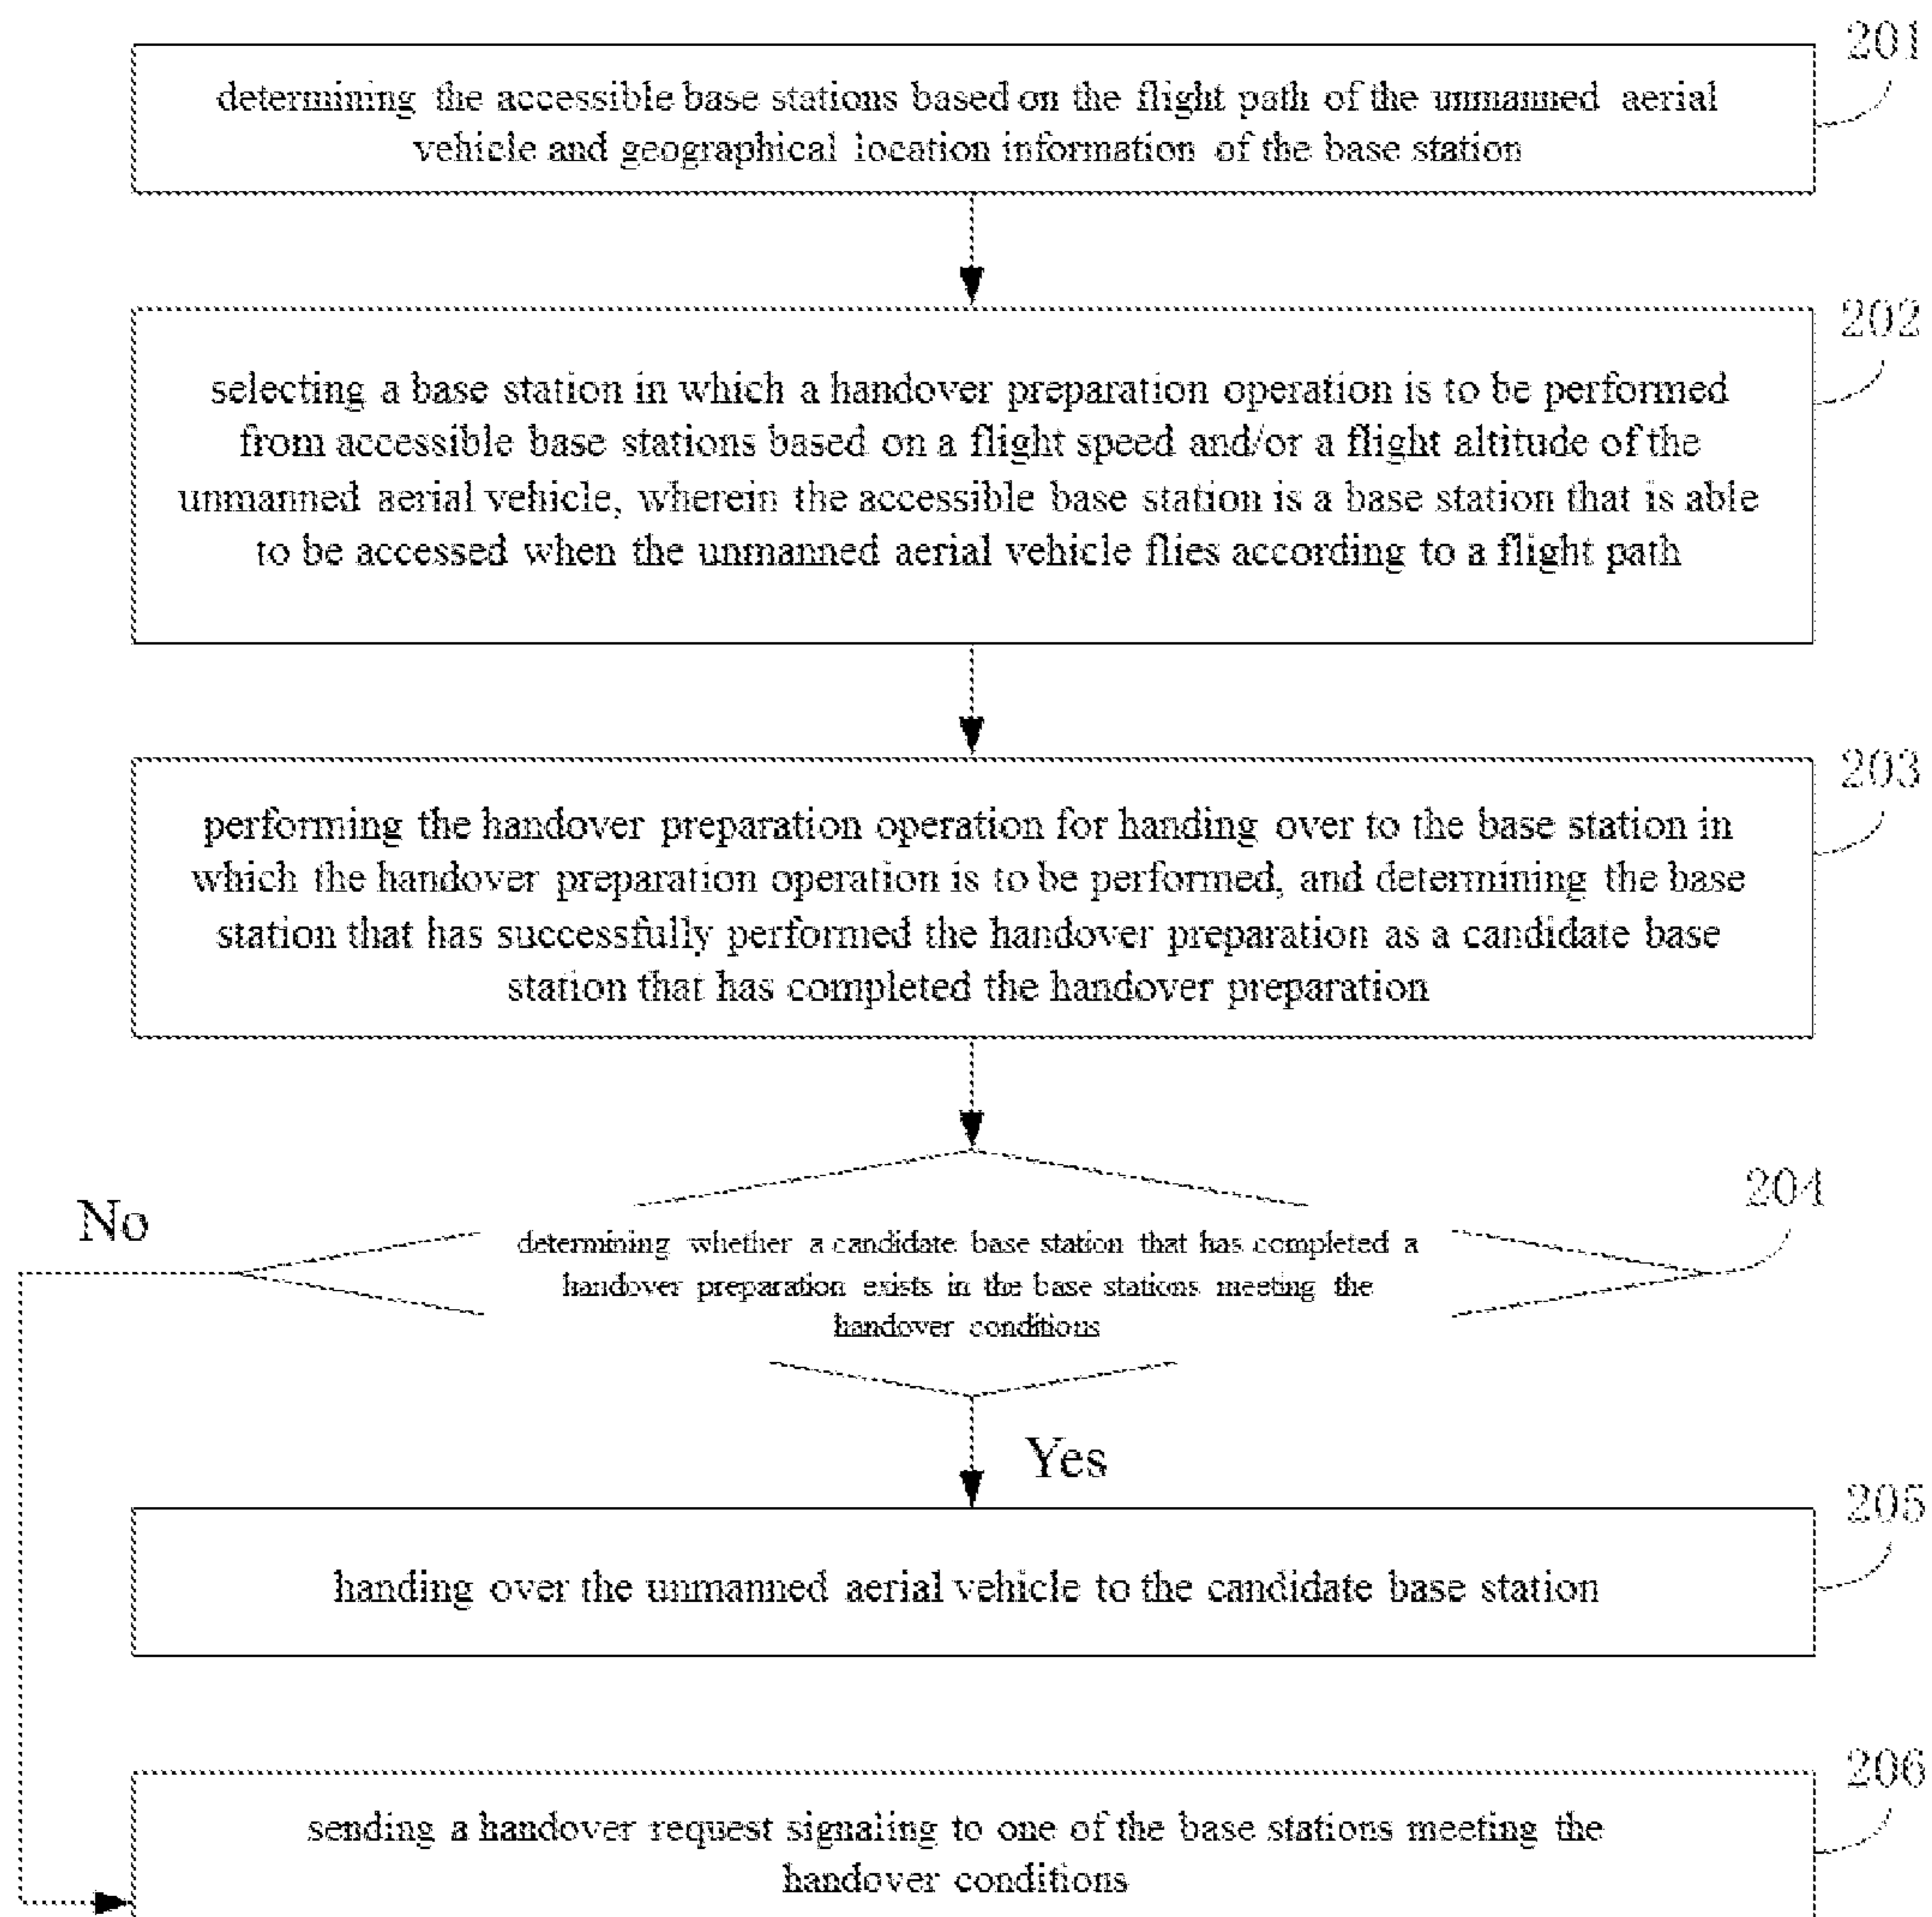 201
determining the accessible base stations based on the flight path of the unmanned aerial
vehicle and geographical location information of the base station
202
selecting a base station in which a handover preparation operation is to be performed
from accessible base stations based on a flight speed and/or a flight altitude of the
unmanned aerial vehicle, wherein the accessible base station is a base station that is able
to be accessed when the unmanned aerial vehicle flies according to a flight path
203
performing the handover preparation operation for handing over to the base station in
which the handover preparation operation is to be performed, and determining the base
station that has successfully performed the handover preparation as a candidate base
station that has completed the handover preparation
204
No
determining whether a candidate base station that has completed a
handover preparation exists in the base stations meeting the
handover conditions
Yes
205
handing over the unmanned aerial vehicle to the candidate base station
206
sending a handover request signaling to one of the base stations meeting the
handover conditions